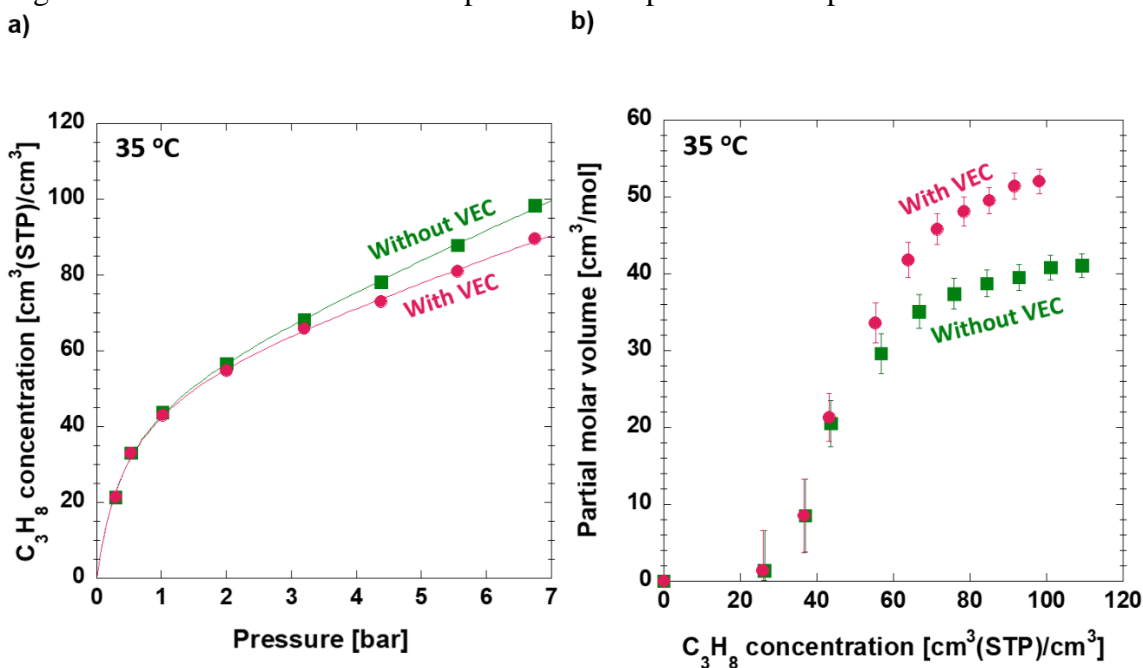 a)
35 °C
Without VEC
With VEC
C₃H₈ concentration [cm³(STP)/cm³]
120
100
80
60
40
20
0
0 1 2 3 4 5 6 7
Pressure [bar]
b)
35 °C
With VEC
Without VEC
Partial molar volume [cm³/mol]
60
50
40
30
20
10
0
0 20 40 60 80 100 120
C₃H₈ concentration [cm³(STP)/cm³]